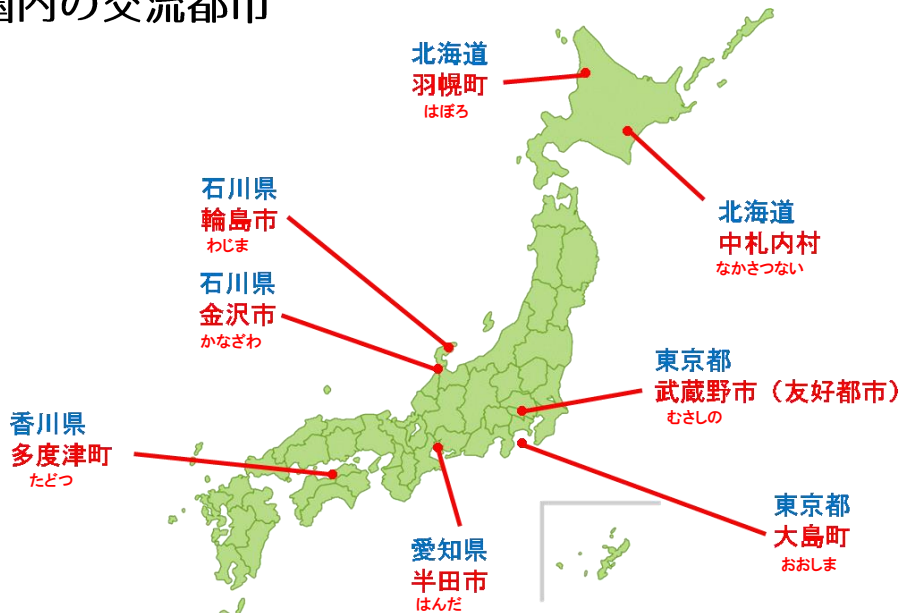 国内の交流都市
北海道
羽幌町
はぼろ
北海道
中札内村
なかさつない
石川県
輪島市
わじま
石川県
金沢市
かなざわ
東京都
武蔵野市（友好都市）
むさしの
香川県
多度津町
たどつ
東京都
大島町
おおしま
愛知県
半田市
はんだ